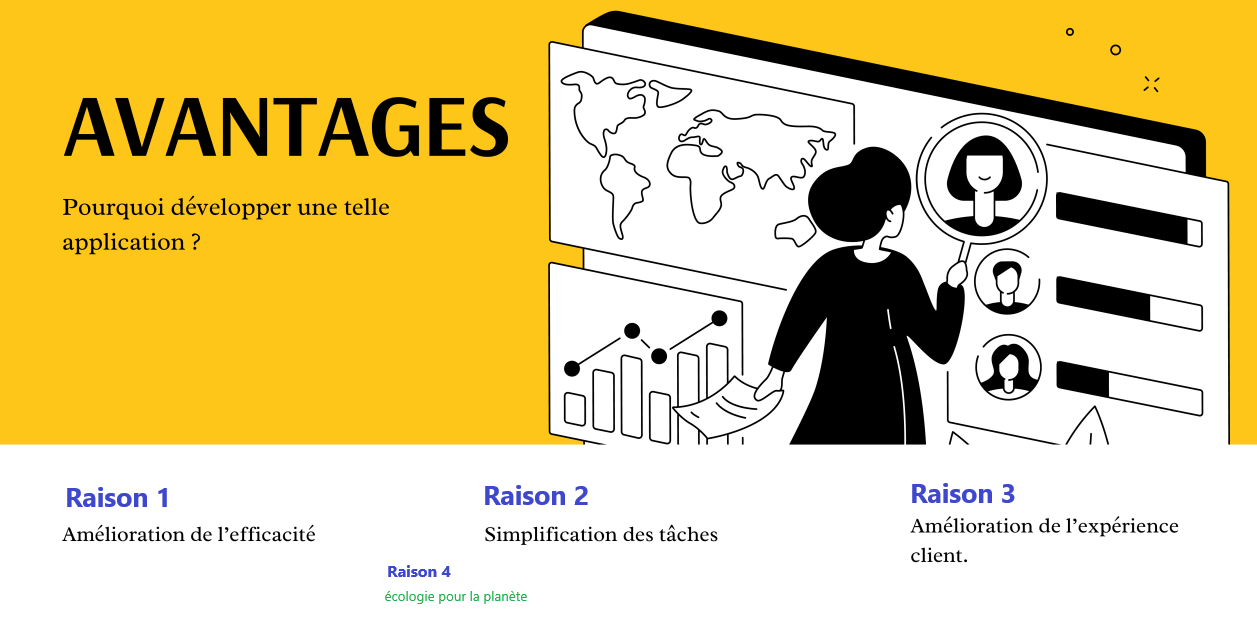 AVANTAGES
Pourquoi développer une telle
application ?
Raison 1
Amélioration de l’efficacité
Raison 2
Simplification des tâches
Raison 3
Amélioration de l’expérience
client.
Raison 4
écologie pour la planète